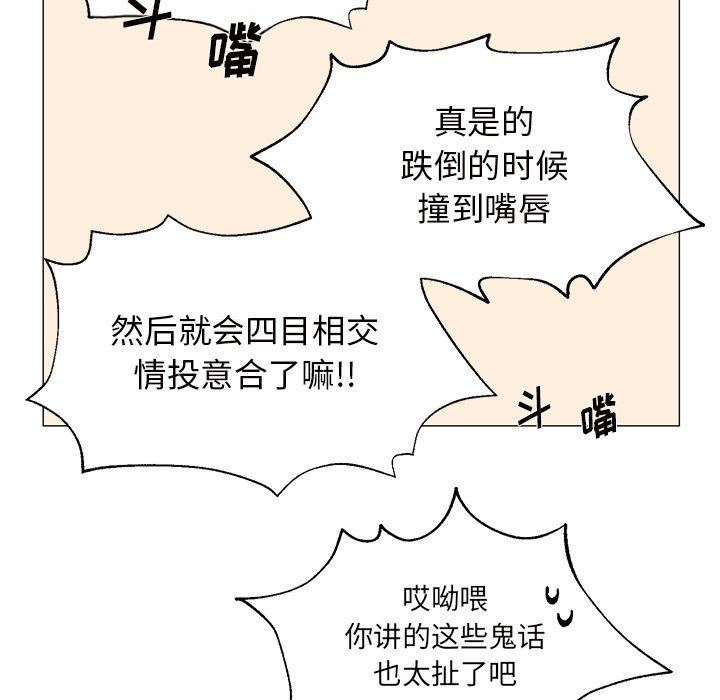 斗
嘴
真是的
跌倒的时候
撞到嘴唇
然后就会四目相交
情投意合了嘛!!
斗
嘴
哎呦喂
你讲的这些鬼话
也太扯了吧